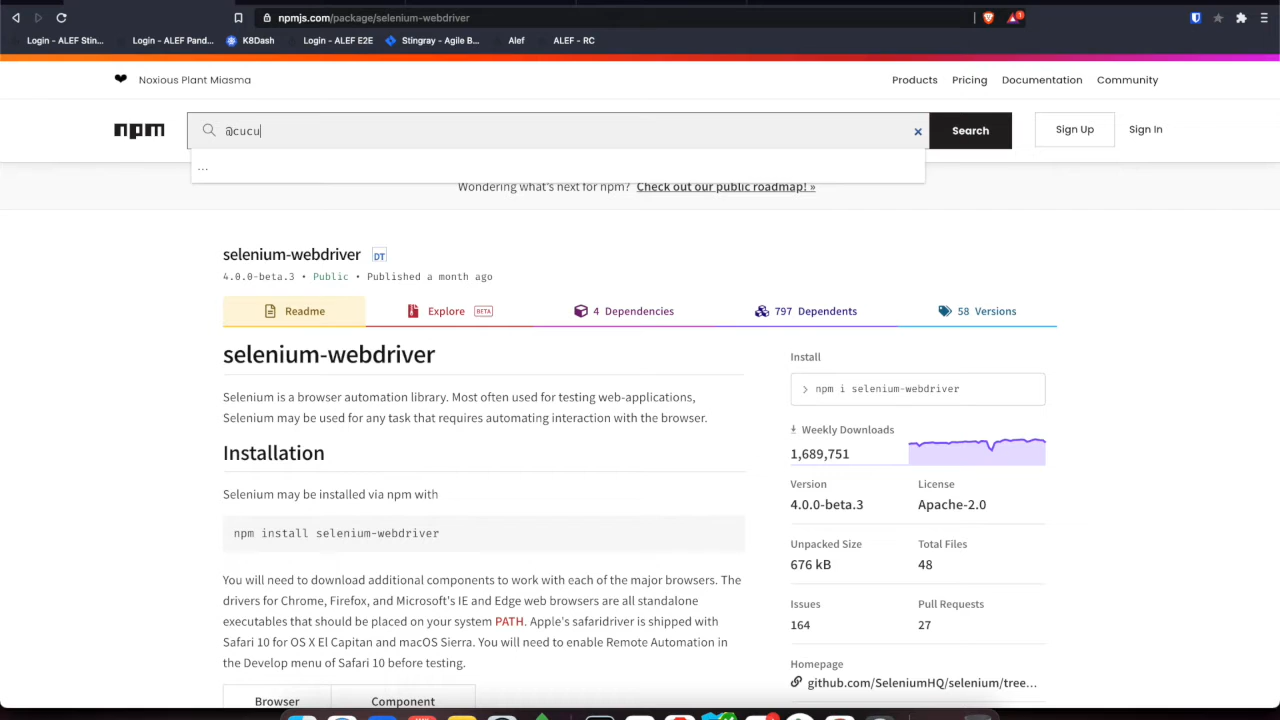 npmjs.com/package/selenium-webdriver
3
Login - ALEF Stin...
Login - ALEF Pand...
K8Dash
Login - ALEF E2E
Stingray - Agile B...
Alef
ALEF - RC
❤ Noxious Plant Miasma
Products
Pricing
Documentation
Community
npm
@cucu
Search
Sign Up
Sign In
...
Wondering what's next for npm? Check out our public roadmap! »
selenium-webdriver DT
4.0.0-beta.3 • Public • Published a month ago
Readme
Explore BETA
4 Dependencies
797 Dependents
58 Versions
selenium-webdriver
Selenium is a browser automation library. Most often used for testing web-applications,
Selenium may be used for any task that requires automating interaction with the browser.
Installation
Selenium may be installed via npm with
npm install selenium-webdriver
You will need to download additional components to work with each of the major browsers. The
drivers for Chrome, Firefox, and Microsoft's IE and Edge web browsers are all standalone
executables that should be placed on your system PATH. Apple's safaridriver is shipped with
Safari 10 for OS X El Capitan and macOS Sierra. You will need to enable Remote Automation in
the Develop menu of Safari 10 before testing.
Browser
Component
Install
> npm i selenium-webdriver
Weekly Downloads
1,689,751
Version
License
4.0.0-beta.3
Apache-2.0
Unpacked Size
Total Files
676 kB
48
Issues
Pull Requests
164
27
Homepage
github.com/SeleniumHQ/selenium/tree...